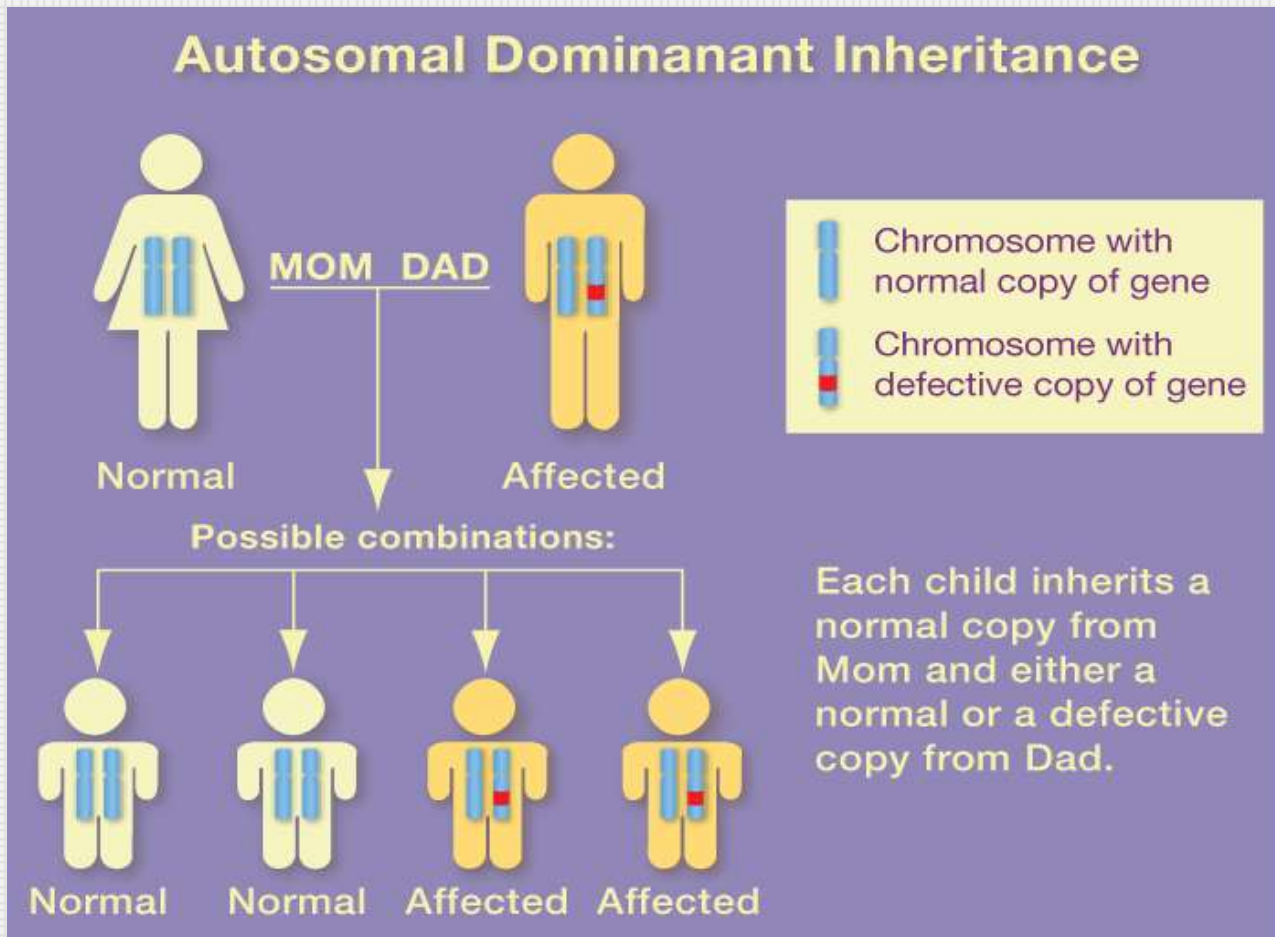 Autosomal Dominanant Inheritance
MOM DAD
Chromosome with
normal copy of gene
Chromosome with
defective copy of gene
Normal
Affected
Possible combinations:
Each child inherits a
normal copy from
Mom and either a
normal or a defective
copy from Dad.
Normal
Normal
Affected
Affected